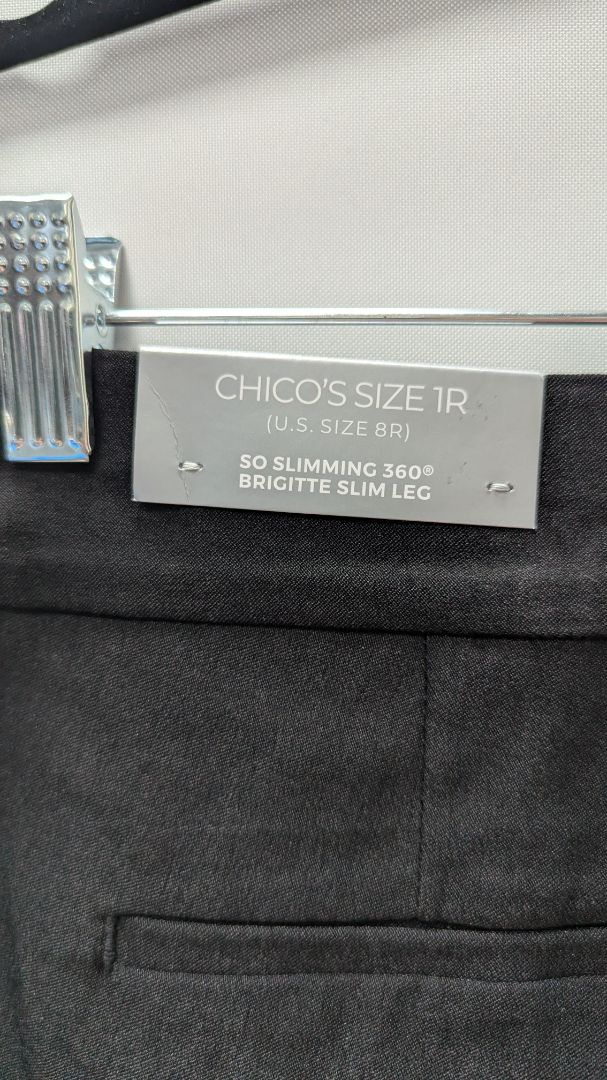 CHICO'S SIZE 1R
(U.S. SIZE 8R)
SO SLIMMING 360®
BRIGITTE SLIM LEG